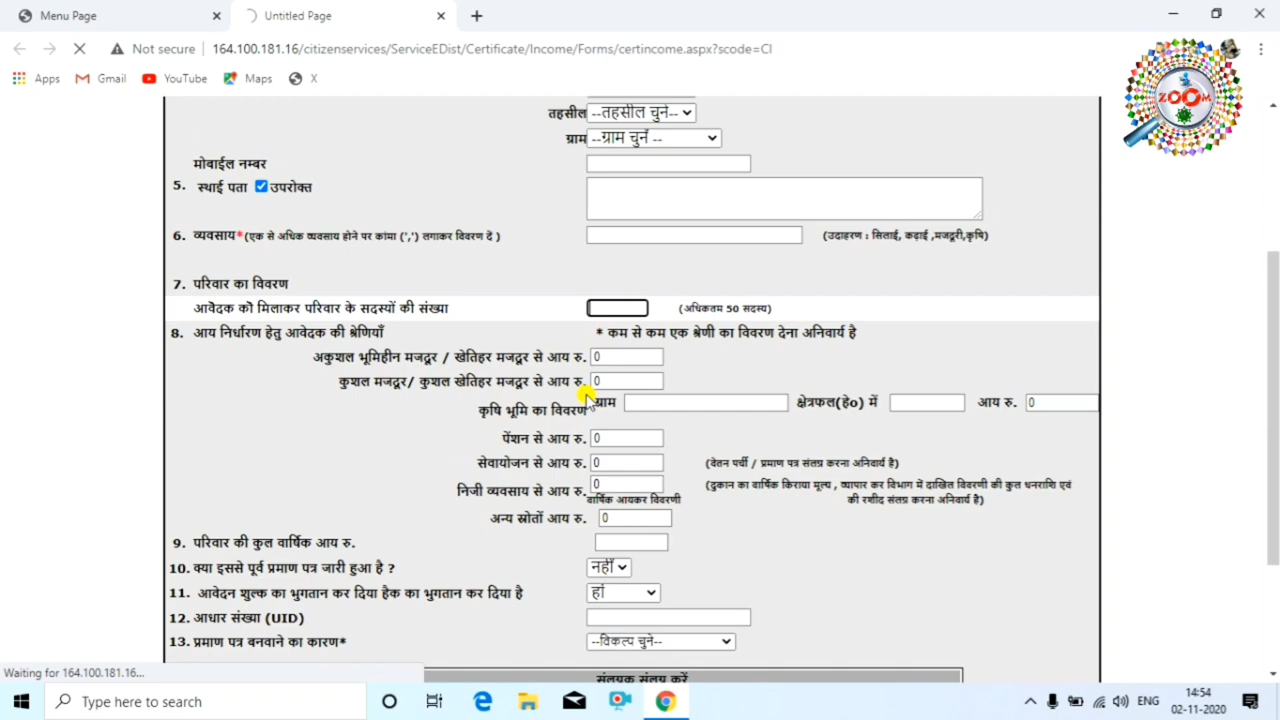 Menu Page
Untitled Page
Not secure 164.100.181.16/citizenservices/ServiceEDist/Certificate/Income/Forms/certincome.aspx?scode=CI
Apps Gmail YouTube Maps X
ZOOM
तहसील --तहसील चुनें--
ग्राम --ग्राम चुनें --
मोबाईल नम्बर
5. स्थाई पता उपरोक्त
6. व्यवसाय*(एक से अधिक व्यवसाय होने पर कांमा (',') लगाकर विवरण दें ) (उदाहरण : सिलाई, कढ़ाई ,मजदूरी,कृषि)
7. परिवार का विवरण
आवेदक को मिलाकर परिवार के सदस्यों की संख्या (अधिकतम 50 सदस्य)
8. आय निर्धारण हेतु आवेदक की श्रेणियाँ * कम से कम एक श्रेणी का विवरण देना अनिवार्य है
अकुशल भूमिहीन मजदूर / खेतिहर मजदूर से आय रु. 0
कुशल मजदूर/ कुशल खेतिहर मजदूर से आय रु. 0
कृषि भूमि का विवरण ग्राम क्षेत्रफल(हे०) में आय रु. 0
पेंशन से आय रु. 0
सेवायोजन से आय रु. 0 (वेतन पर्ची / प्रमाण पत्र संलग्न करना अनिवार्य है)
निजी व्यवसाय से आय रु. 0 (दुकान का वार्षिक किराया मूल्य , व्यापार कर विभाग में दाखिल विवरणी की कुल धनराशि एवं
वार्षिक आयकर विवरणी की रशीद संलग्न करना अनिवार्य है)
अन्य स्रोतों आय रु. 0
9. परिवार की कुल वार्षिक आय रु.
10. क्या इससे पूर्व प्रमाण पत्र जारी हुआ है ? नहीं
11. आवेदन शुल्क का भुगतान कर दिया हैक का भुगतान कर दिया है हां
12. आधार संख्या (UID)
13. प्रमाण पत्र बनवाने का कारण* --विकल्प चुने--
Waiting for 164.100.181.16...
संलग्नक संलग्न करें
Type here to search
ENG
14:54
02-11-2020